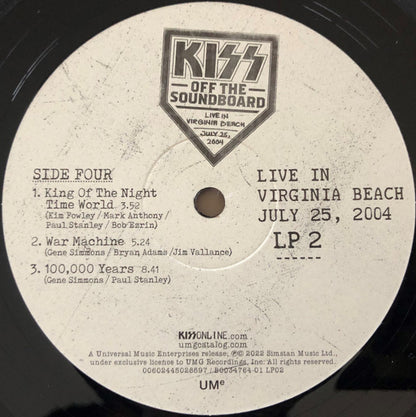 KISS
OFF THE
SOUNDBOARD
LIVE IN
VIRGINIA BEACH
JULY 25,
2004
SIDE FOUR
1. King Of The Night
Time World 3.52
(Kim Fowley/Mark Anthony/
Paul Stanley/Bob Ezrin)
2. War Machine 5.24
(Gene Simmons/Bryan Adams/Jim Vallance)
3. 100,000 Years 8.41
(Gene Simmons/Paul Stanley)
LIVE IN
VIRGINIA BEACH
JULY 25, 2004
LP 2
------
KISSONLINE.com
umgcatalog.com
A Universal Music Enterprises release; ℗© 2022 Simstan Music Ltd.,
under exclusive license to UMG Recordings, Inc. All rights reserved.
00602445026697 / B0034764-01 LP02
UMe